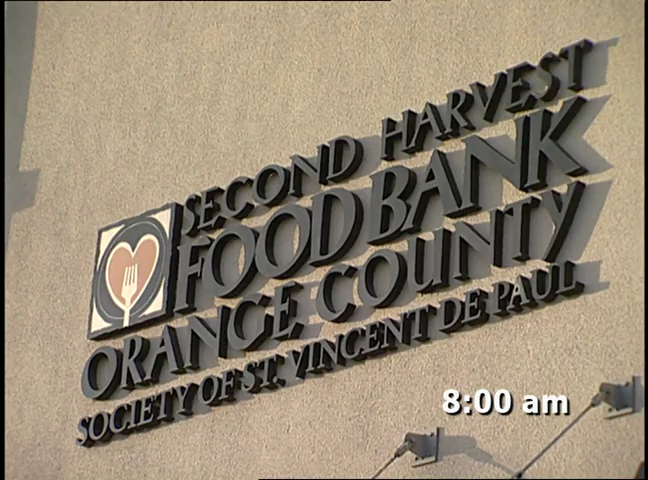 SECOND HARVEST
FOOD BANK
ORANGE COUNTY
SOCIETY OF ST. VINCENT DE PAUL
8:00 am